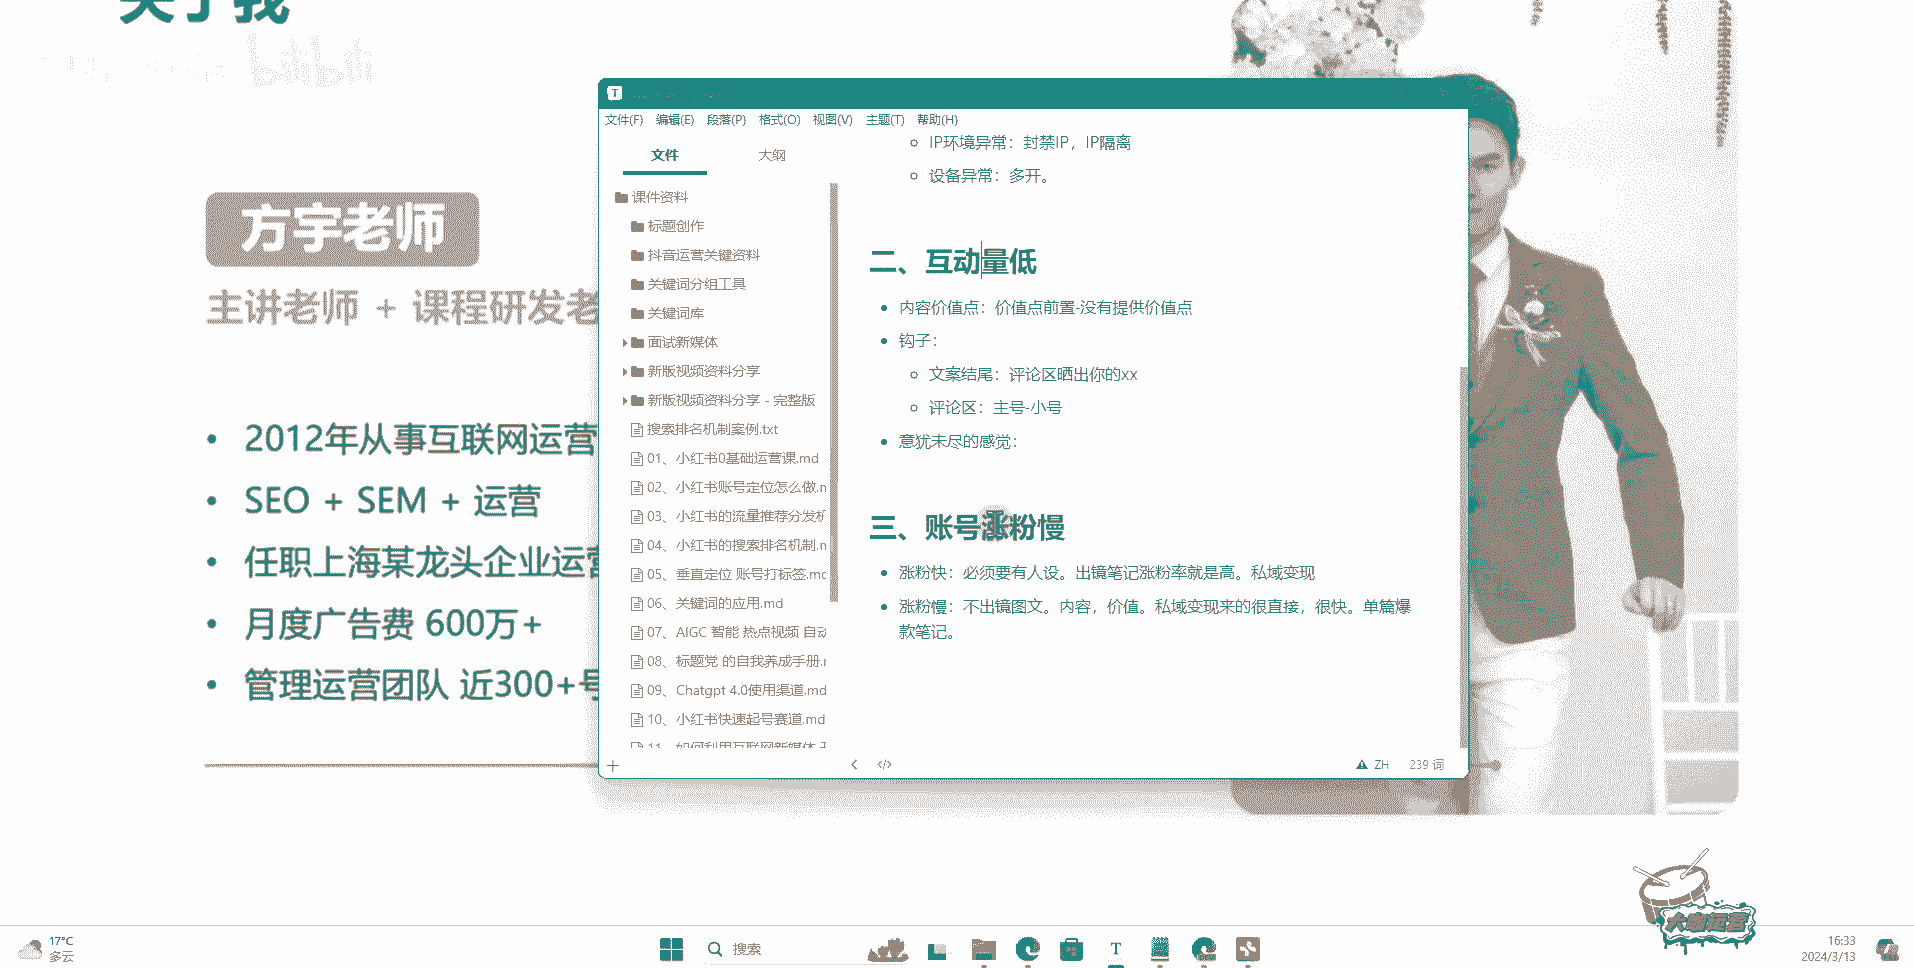 关于我
bilibili
方宇老师
主讲老师 + 课程研发老
2012年从事互联网运营
SEO + SEM + 运营
任职上海某龙头企业运营
月度广告费 600万+
管理运营团队 近300+号
文件(F) 编辑(E) 段落(P) 格式(O) 视图(V) 主题(T) 帮助(H)
文件 大纲
课件资料
标题创作
抖音运营关键资料
关键词分组工具
关键词库
面试新媒体
新版视频资料分享
新版视频资料分享 - 完整版
搜索排名机制案例.txt
01、小红书0基础运营课.md
02、小红书账号定位怎么做.m
03、小红书的流量推荐分发机
04、小红书的搜索排名机制.m
05、垂直定位 账号打标签.mc
06、关键词的应用.md
07、AIGC 智能 热点视频 自动
08、标题党 的自我养成手册.r
09、Chatgpt 4.0使用渠道.md
10、小红书快速起号赛道.md
11、如何利用互联网新媒体
IP环境异常：封禁IP，IP隔离
设备异常：多开。
二、互动量低
内容价值点：价值点前置-没有提供价值点
钩子：
文案结尾：评论区晒出你的xx
评论区：主号-小号
意犹未尽的感觉：
三、账号涨粉慢
涨粉快：必须要有人设。出镜笔记涨粉率就是高。私域变现
涨粉慢：不出镜图文。内容，价值。私域变现来的很直接，很快。单篇爆
款笔记。
ZH 239 词
大咖运营
17°C
多云
搜索
16:33
2024/3/13